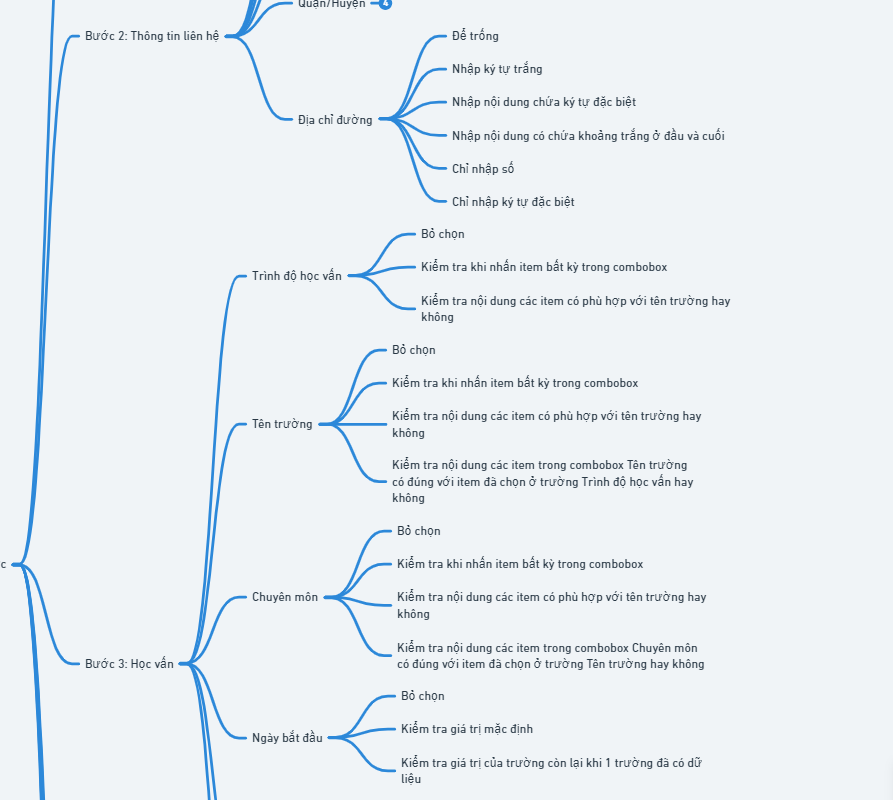 Quận/Huyện
4
Bước 2: Thông tin liên hệ
Địa chỉ đường
Để trống
Nhập ký tự trắng
Nhập nội dung chứa ký tự đặc biệt
Nhập nội dung có chứa khoảng trắng ở đầu và cuối
Chỉ nhập số
Chỉ nhập ký tự đặc biệt
c
Bước 3: Học vấn
Trình độ học vấn
Bỏ chọn
Kiểm tra khi nhấn item bất kỳ trong combobox
Kiểm tra nội dung các item có phù hợp với tên trường hay
không
Tên trường
Bỏ chọn
Kiểm tra khi nhấn item bất kỳ trong combobox
Kiểm tra nội dung các item có phù hợp với tên trường hay
không
Kiểm tra nội dung các item trong combobox Tên trường
có đúng với item đã chọn ở trường Trình độ học vấn hay
không
Chuyên môn
Bỏ chọn
Kiểm tra khi nhấn item bất kỳ trong combobox
Kiểm tra nội dung các item có phù hợp với tên trường hay
không
Kiểm tra nội dung các item trong combobox Chuyên môn
có đúng với item đã chọn ở trường Tên trường hay không
Ngày bắt đầu
Bỏ chọn
Kiểm tra giá trị mặc định
Kiểm tra giá trị của trường còn lại khi 1 trường đã có dữ
liệu